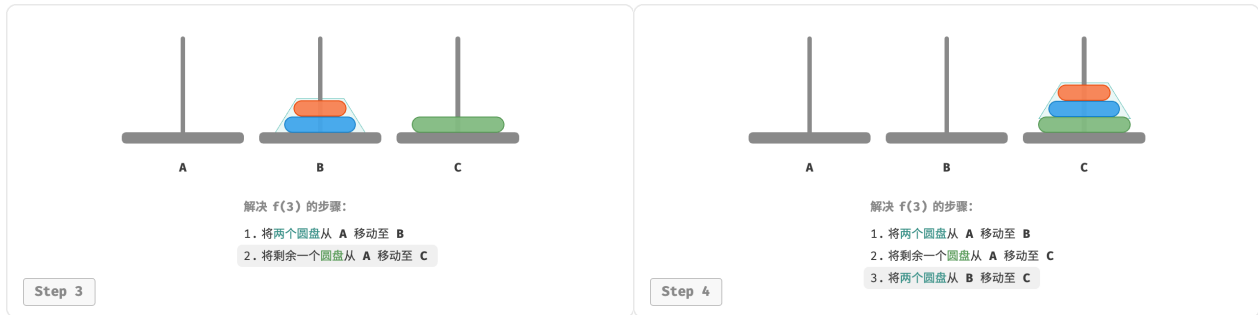 A B C
解决 f(3) 的步骤：
1. 将两个圆盘从 A 移动至 B
2. 将剩余一个圆盘从 A 移动至 C
Step 3
A B C
解决 f(3) 的步骤：
1. 将两个圆盘从 A 移动至 B
2. 将剩余一个圆盘从 A 移动至 C
3. 将两个圆盘从 B 移动至 C
Step 4